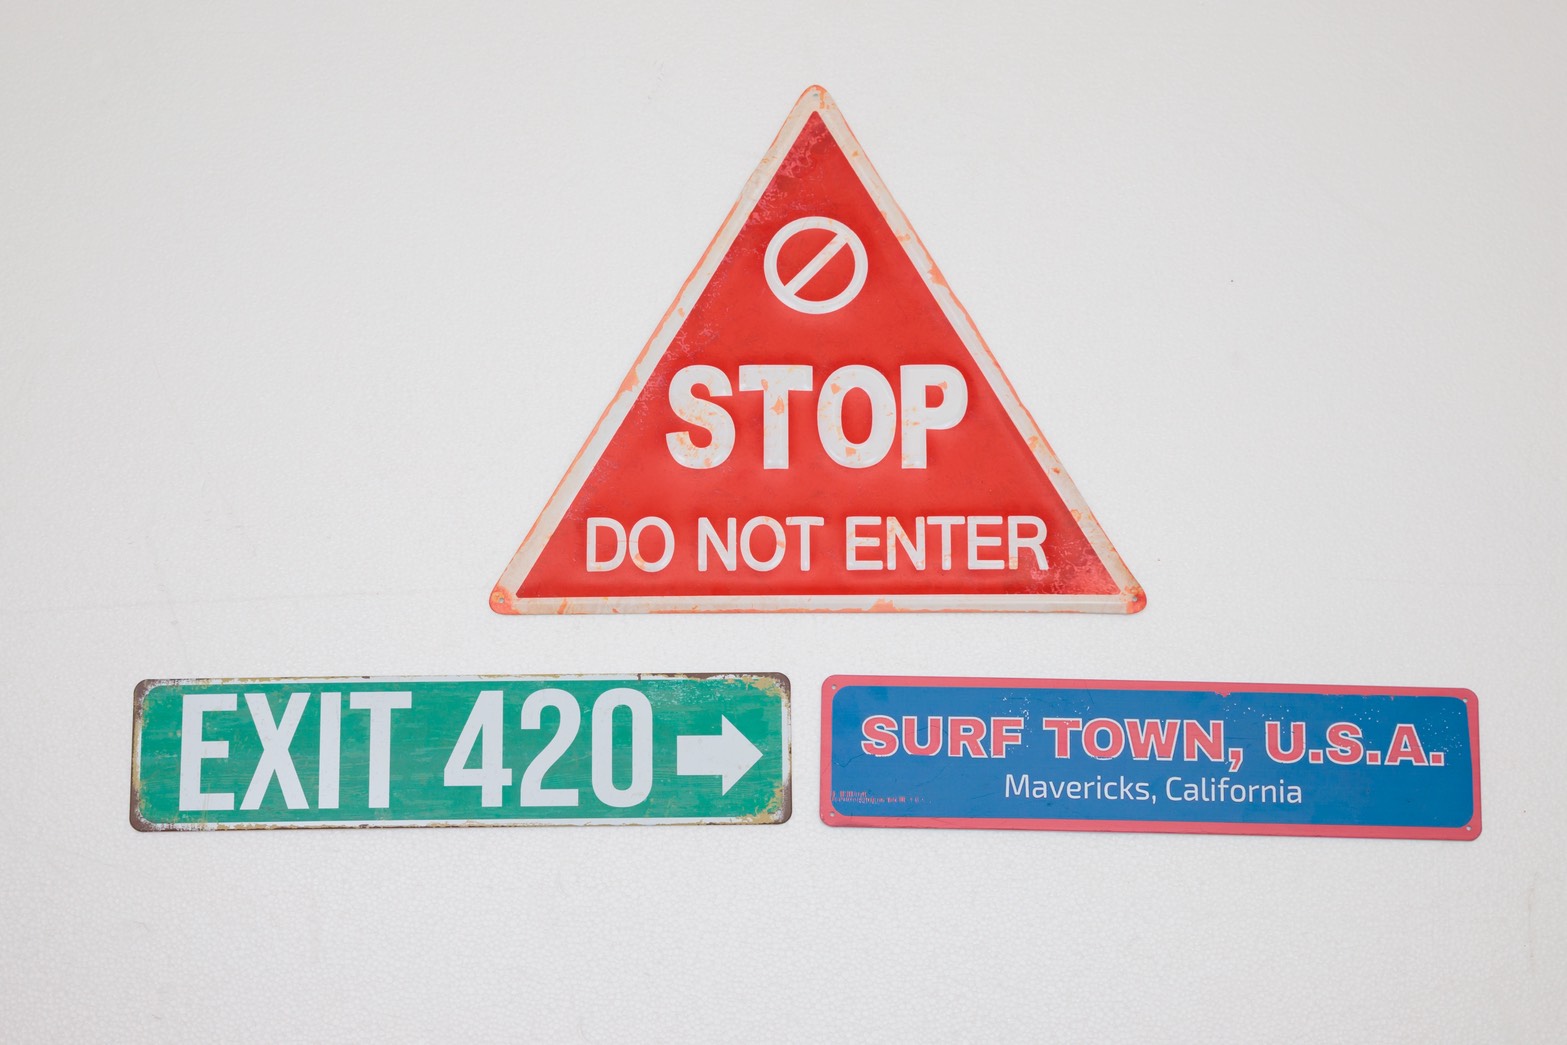 STOP
DO NOT ENTER
EXIT 420
SURF TOWN, U.S.A.
Mavericks, California